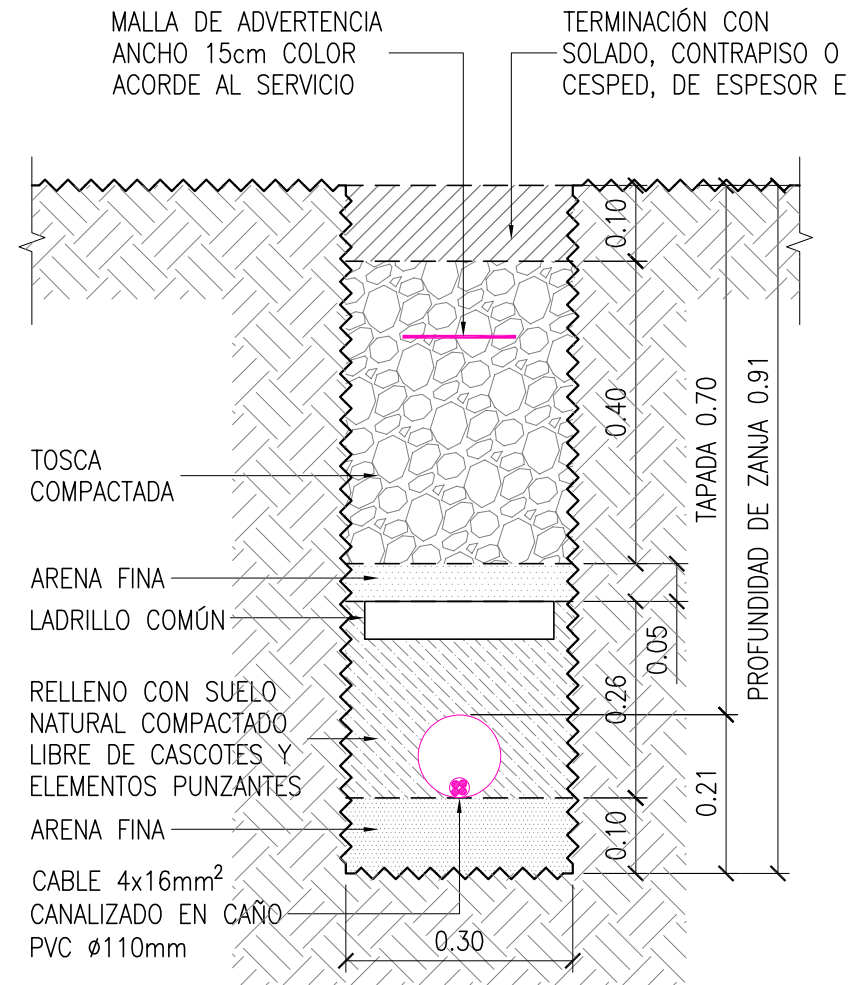 MALLA DE ADVERTENCIA
ANCHO 15cm COLOR
ACORDE AL SERVICIO
TERMINACIÓN CON
SOLADO, CONTRAPISO O
CESPED, DE ESPESOR E
0.10
0.40
TAPADA 0.70
PROFUNDIDAD DE ZANJA 0.91
TOSCA
COMPACTADA
ARENA FINA
LADRILLO COMÚN
0.05
0.26
RELLENO CON SUELO
NATURAL COMPACTADO
LIBRE DE CASCOTES Y
ELEMENTOS PUNZANTES
0.21
ARENA FINA
0.10
CABLE 4x16mm²
CANALIZADO EN CAÑO
PVC Ø110mm
0.30